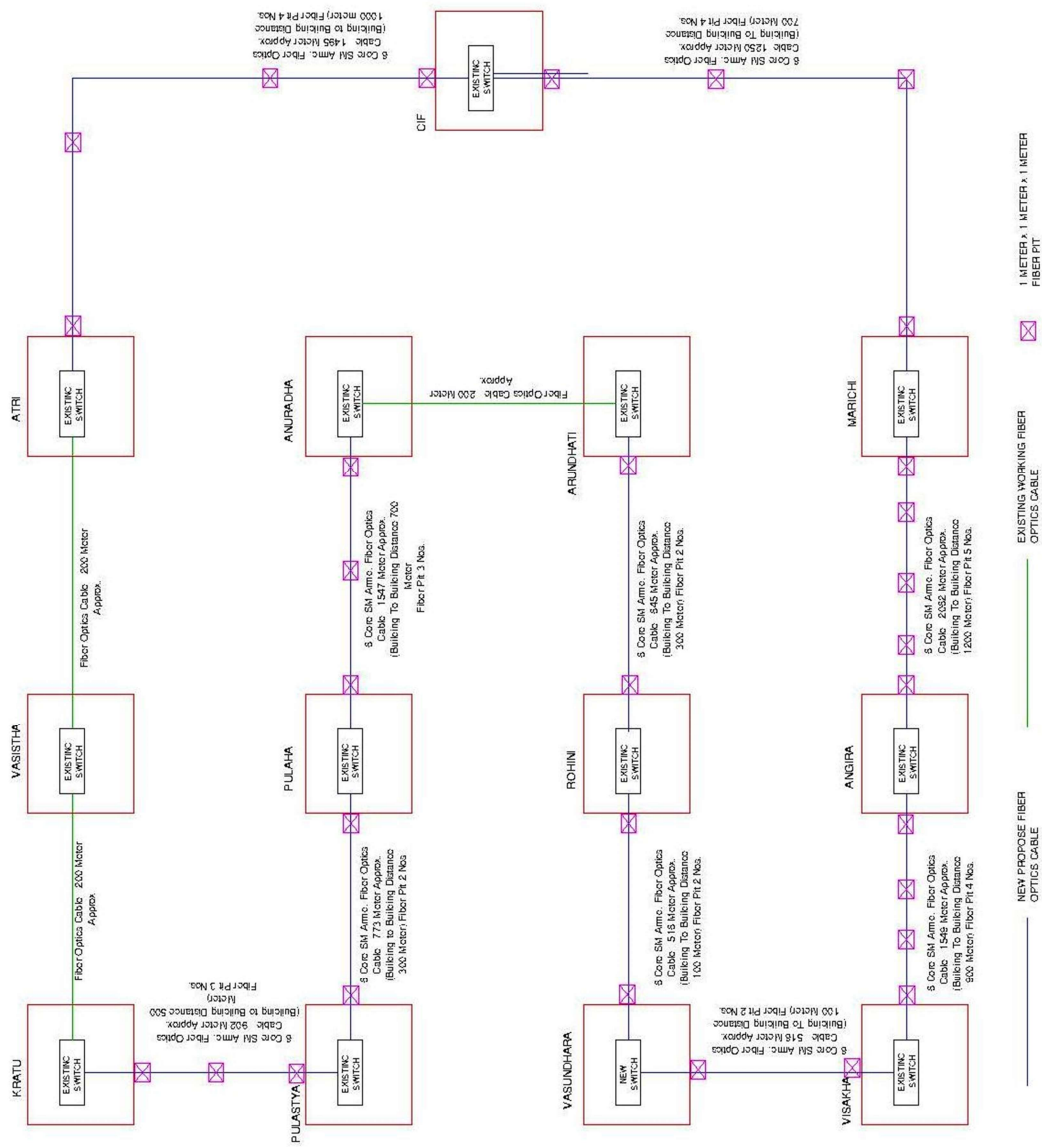 KRATU
VASISTHA
ATRI
EXISTING
SWITCH
Fiber Optics Cable 200 Meter
Approx
EXISTING
SWITCH
Fiber Optics Cable 200 Meter
Approx.
EXISTING
SWITCH
6 Core SM Armo. Fiber Optics
Cable 1495 Meter Approx.
(Building to Building Distance
1000 meter) Fiber Pit 4 Nos.
6 Core SM Armo. Fiber Optics
Cable 902 Meter Approx.
(Building to Building Distance 500
Meter)
Fiber Pit 3 Nos.
PULASTYA
PULAHA
ANURADHA
EXISTING
SWITCH
6 Core SM Armo. Fiber Optics
Cable 773 Meter Approx.
(Building to Building Distance
300 Meter) Fiber Pit 2 Nos.
EXISTING
SWITCH
6 Core SM Armo. Fiber Optics
Cable 1547 Meter Approx.
(Building To Building Distance 700
Meter
Fiber Pit 3 Nos.
EXISTING
SWITCH
CIF
EXISTING
SWITCH
Fiber Optics Cable 200 Meter
Approx.
6 Core SM Armo. Fiber Optics
Cable 1250 Meter Approx.
(Building To Building Distance
700 Meter) Fiber Pit 4 Nos.
VASUNDHARA
ROHINI
ARUNDHATI
NEW
SWITCH
6 Core SM Armo. Fiber Optics
Cable 516 Meter Approx.
(Building To Building Distance
100 Meter) Fiber Pit 2 Nos.
EXISTING
SWITCH
6 Core SM Armo. Fiber Optics
Cable 645 Meter Approx.
(Building To Building Distance
300 Meter) Fiber Pit 2 Nos.
EXISTING
SWITCH
6 Core SM Armo. Fiber Optics
Cable 516 Meter Approx.
(Building To Building Distance
100 Meter) Fiber Pit 2 Nos.
VISAKHA
ANGIRA
MARICHI
EXISTING
SWITCH
6 Core SM Armo. Fiber Optics
Cable 1549 Meter Approx.
(Building To Building Distance
900 Meter) Fiber Pit 4 Nos.
EXISTING
SWITCH
6 Core SM Armo. Fiber Optics
Cable 2062 Meter Approx.
(Building To Building Distance
1200 Meter) Fiber Pit 5 Nos.
EXISTING
SWITCH
NEW PROPOSE FIBER
OPTICS CABLE
EXISTING WORKING FIBER
OPTICS CABLE
1 METER x 1 METER x 1 METER
FIBER PIT